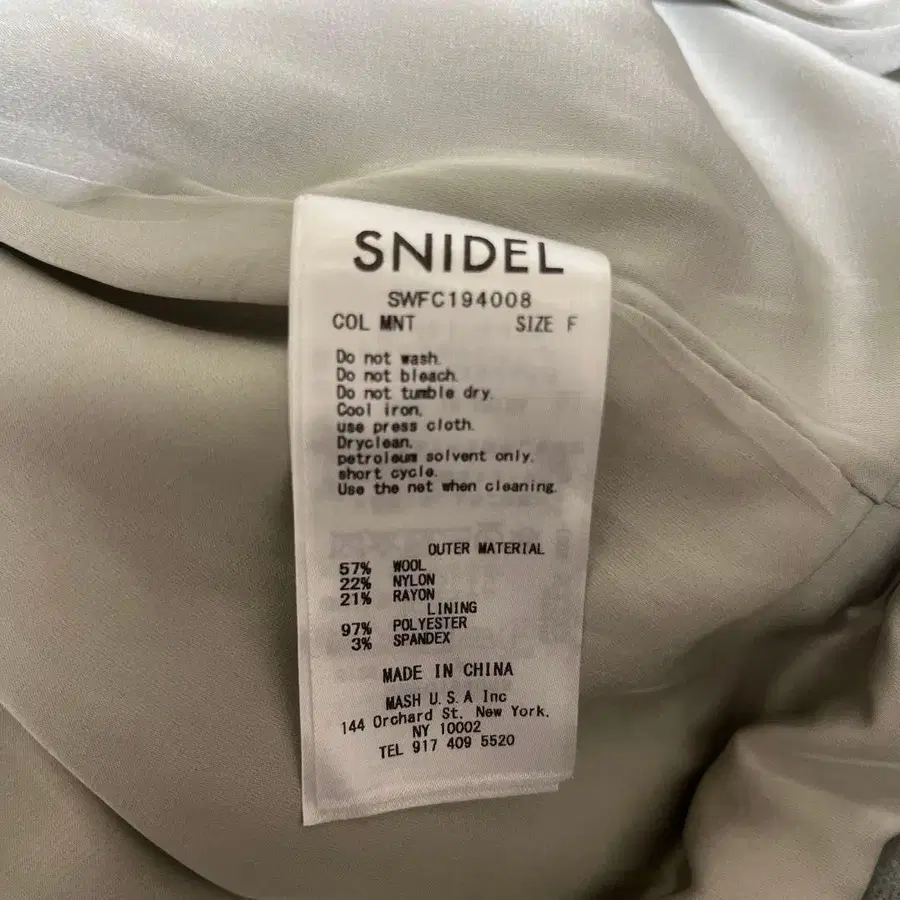 SNIDEL
SWFC194008
COL MNT SIZE F
Do not wash.
Do not bleach.
Do not tumble dry.
Cool iron.
use press cloth.
Dryclean.
petroleum solvent only.
short cycle.
Use the net when cleaning.
OUTER MATERIAL
57% WOOL
22% NYLON
21% RAYON
LINING
97% POLYESTER
3% SPANDEX
MADE IN CHINA
MASH U.S.A Inc
144 Orchard St. New York.
NY 10002
TEL 917 409 5520